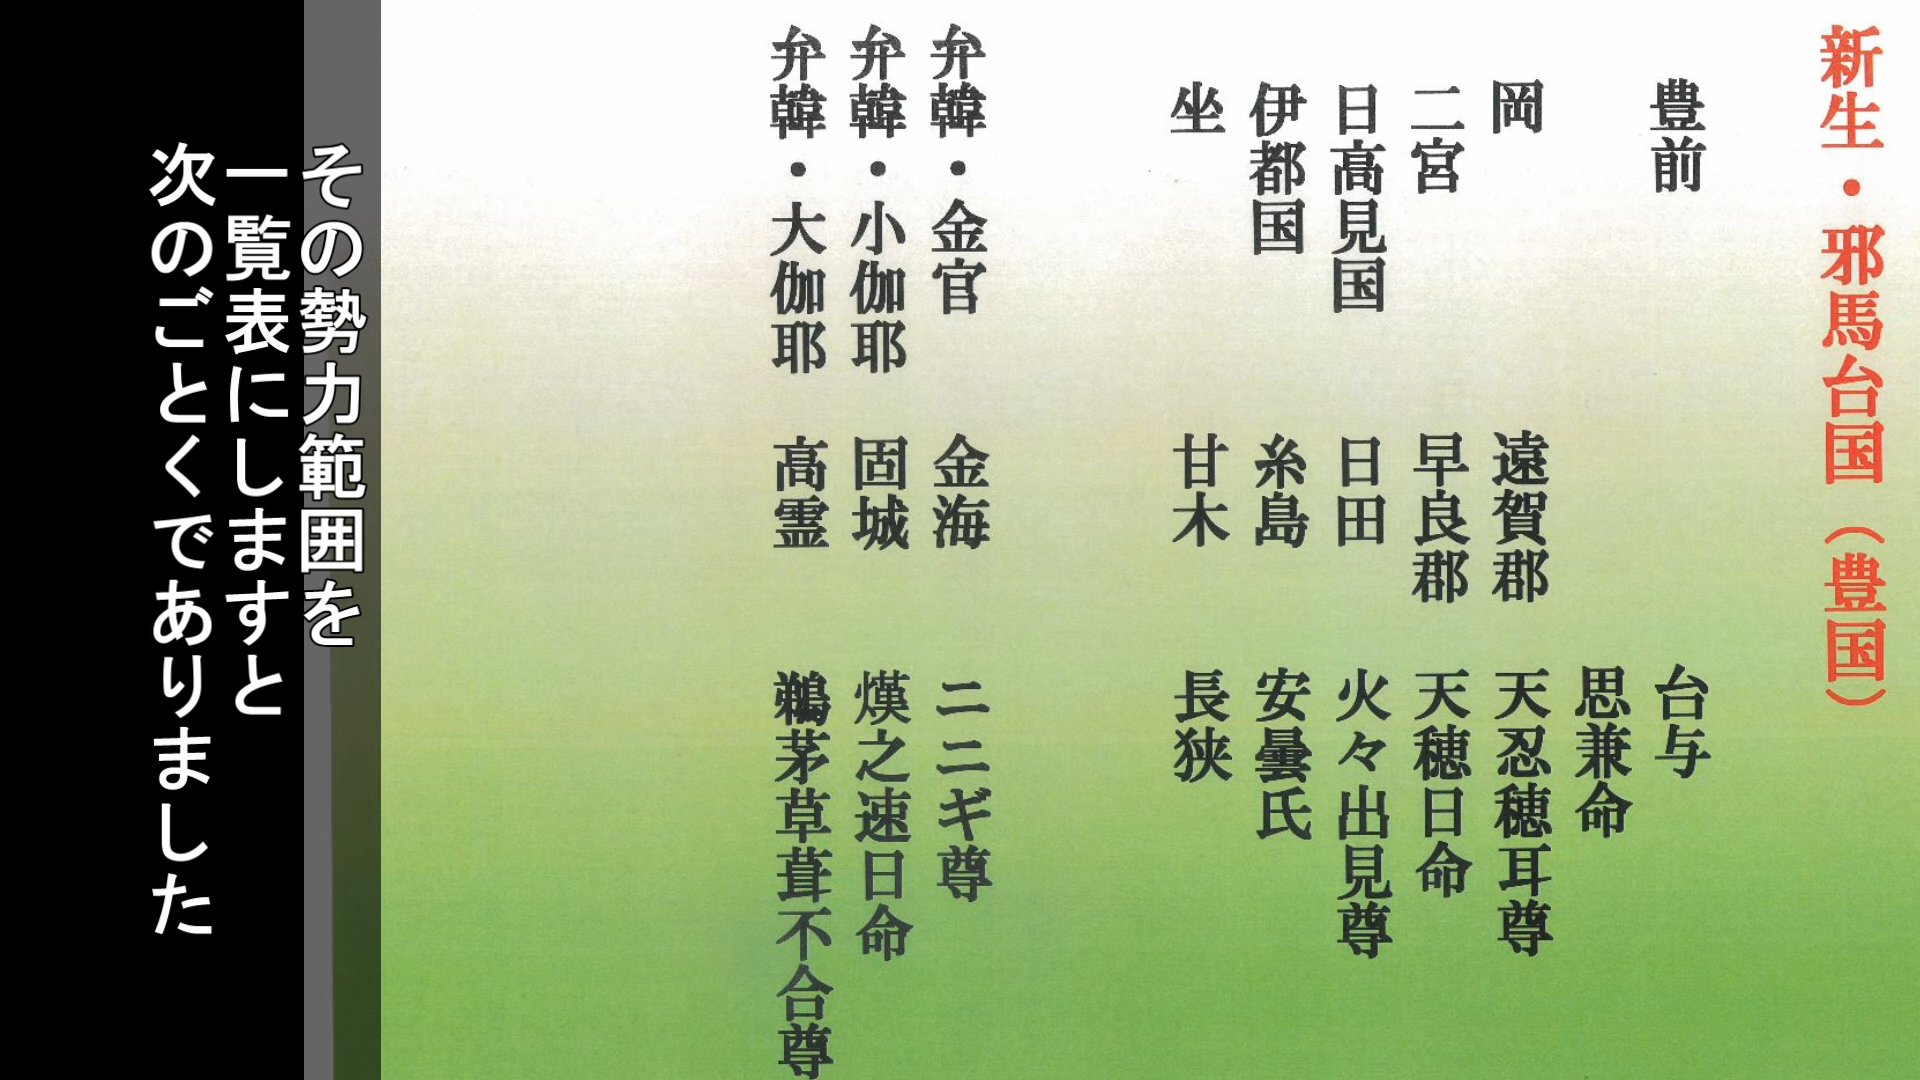 新生・邪馬台国（豊国）
豊前 台与
思兼命
岡 遠賀郡 天忍穂耳尊
二宮 早良郡 天穂日命
日高見国 日田 火々出見尊
伊都国 糸島 安曇氏
坐 甘木 長狭
弁韓・金官 金海 ニニギ尊
弁韓・小伽耶 固城 熯之速日命
弁韓・大伽耶 高霊 鵜茅草葺不合尊
その勢力範囲を
一覧表にしますと
次のごとくでありました